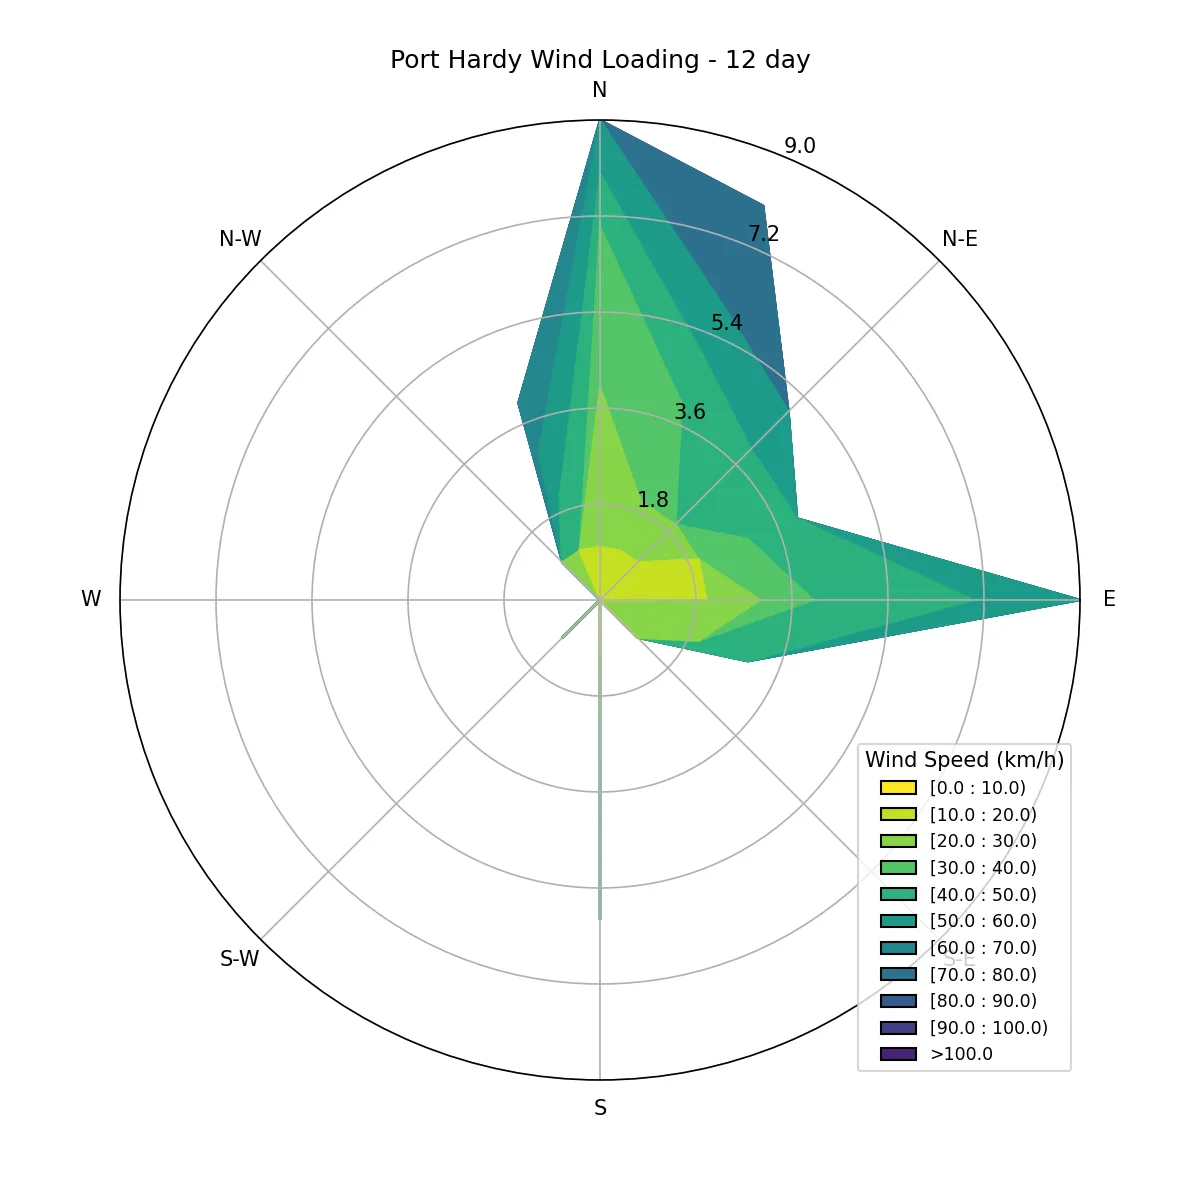 Port Hardy Wind Loading - 12 day
N
9.0
N-W
7.2
N-E
5.4
3.6
1.8
W
E
Wind Speed (km/h)
[0.0 : 10.0)
[10.0 : 20.0)
[20.0 : 30.0)
[30.0 : 40.0)
[40.0 : 50.0)
[50.0 : 60.0)
[60.0 : 70.0)
S-W
S-E
[70.0 : 80.0)
[80.0 : 90.0)
[90.0 : 100.0)
>100.0
S